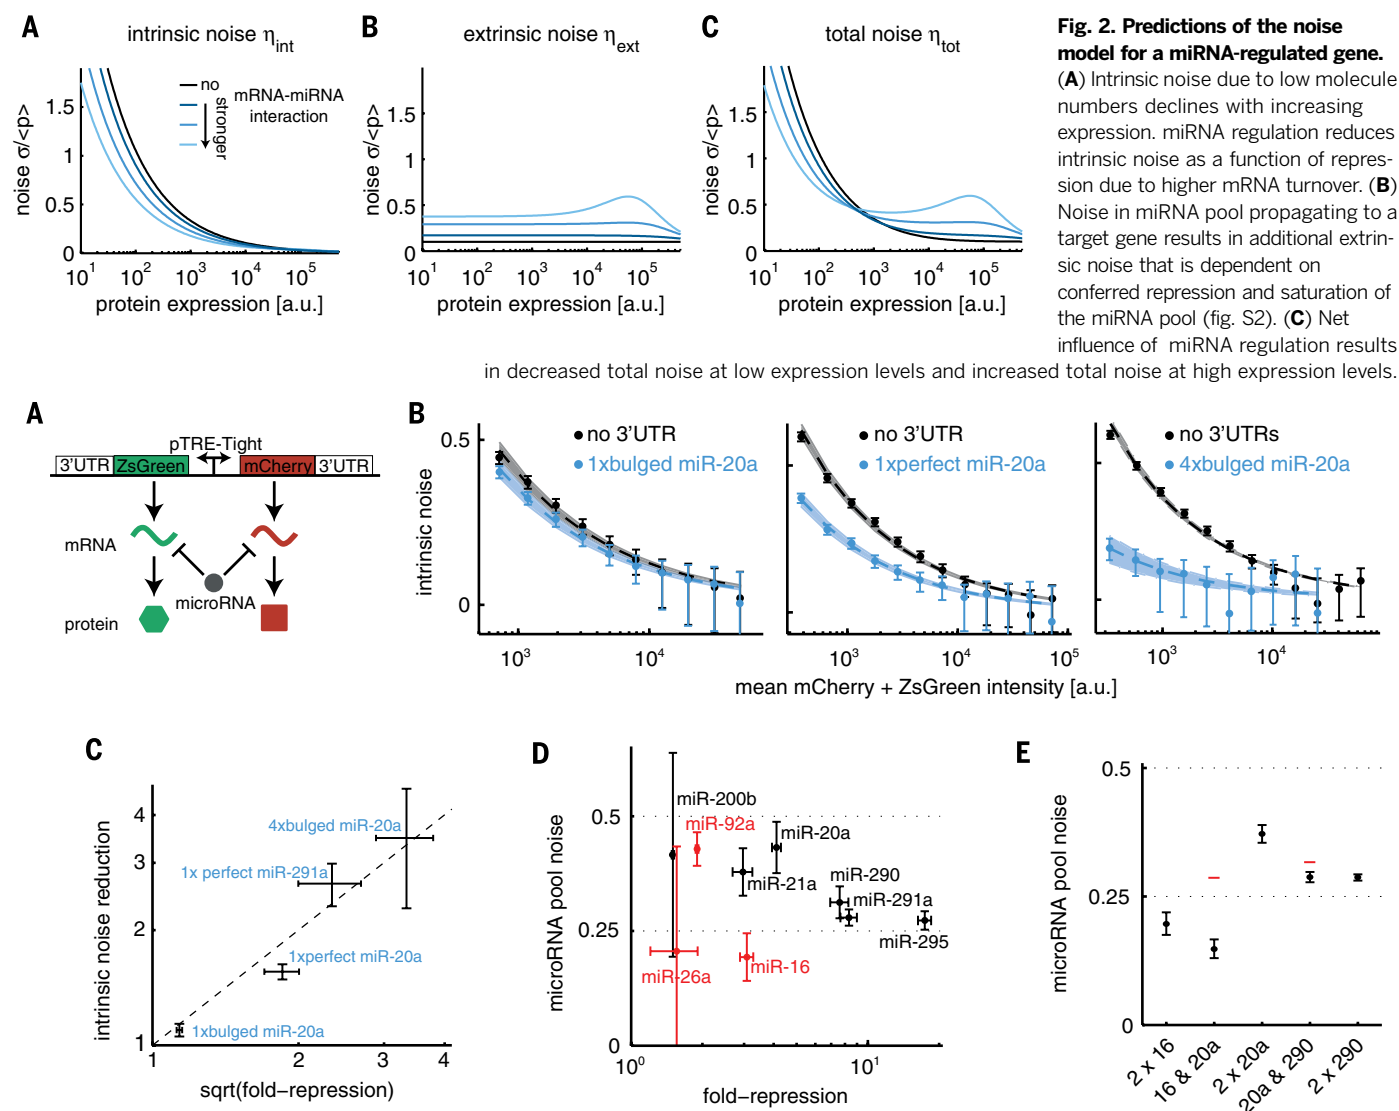 A
intrinsic noise ηint
noise σ/<p>
1.5
1
0.5
0
no
stronger
mRNA-miRNA
interaction
10^1 10^2 10^3 10^4 10^5
protein expression [a.u.]
B
extrinsic noise ηext
noise σ/<p>
1.5
1
0.5
0
10^1 10^2 10^3 10^4 10^5
protein expression [a.u.]
C
total noise ηtot
noise σ/<p>
1.5
1
0.5
0
10^1 10^2 10^3 10^4 10^5
protein expression [a.u.]
Fig. 2. Predictions of the noise
model for a miRNA-regulated gene.
(A) Intrinsic noise due to low molecule
numbers declines with increasing
expression. miRNA regulation reduces
intrinsic noise as a function of repres-
sion due to higher mRNA turnover. (B)
Noise in miRNA pool propagating to a
target gene results in additional extrin-
sic noise that is dependent on
conferred repression and saturation of
the miRNA pool (fig. S2). (C) Net
influence of miRNA regulation results
in decreased total noise at low expression levels and increased total noise at high expression levels.
A
pTRE-Tight
3'UTR ZsGreen mCherry 3'UTR
mRNA
microRNA
protein
B
intrinsic noise
0.5
0
no 3'UTR
1xbulged miR-20a
10^3 10^4
no 3'UTR
1xperfect miR-20a
10^3 10^4 10^5
no 3'UTRs
4xbulged miR-20a
10^3 10^4
mean mCherry + ZsGreen intensity [a.u.]
C
intrinsic noise reduction
4
3
2
1
4xbulged miR-20a
1x perfect miR-291a
1xperfect miR-20a
1xbulged miR-20a
1 2 3 4
sqrt(fold-repression)
D
microRNA pool noise
0.5
0.25
0
miR-200b
miR-92a
miR-20a
miR-21a
miR-290
miR-291a
miR-295
miR-26a
miR-16
10^0 10^1
fold-repression
E
microRNA pool noise
0.5
0.25
0
2 x 16
16 & 20a
2 x 20a
20a & 290
2 x 290